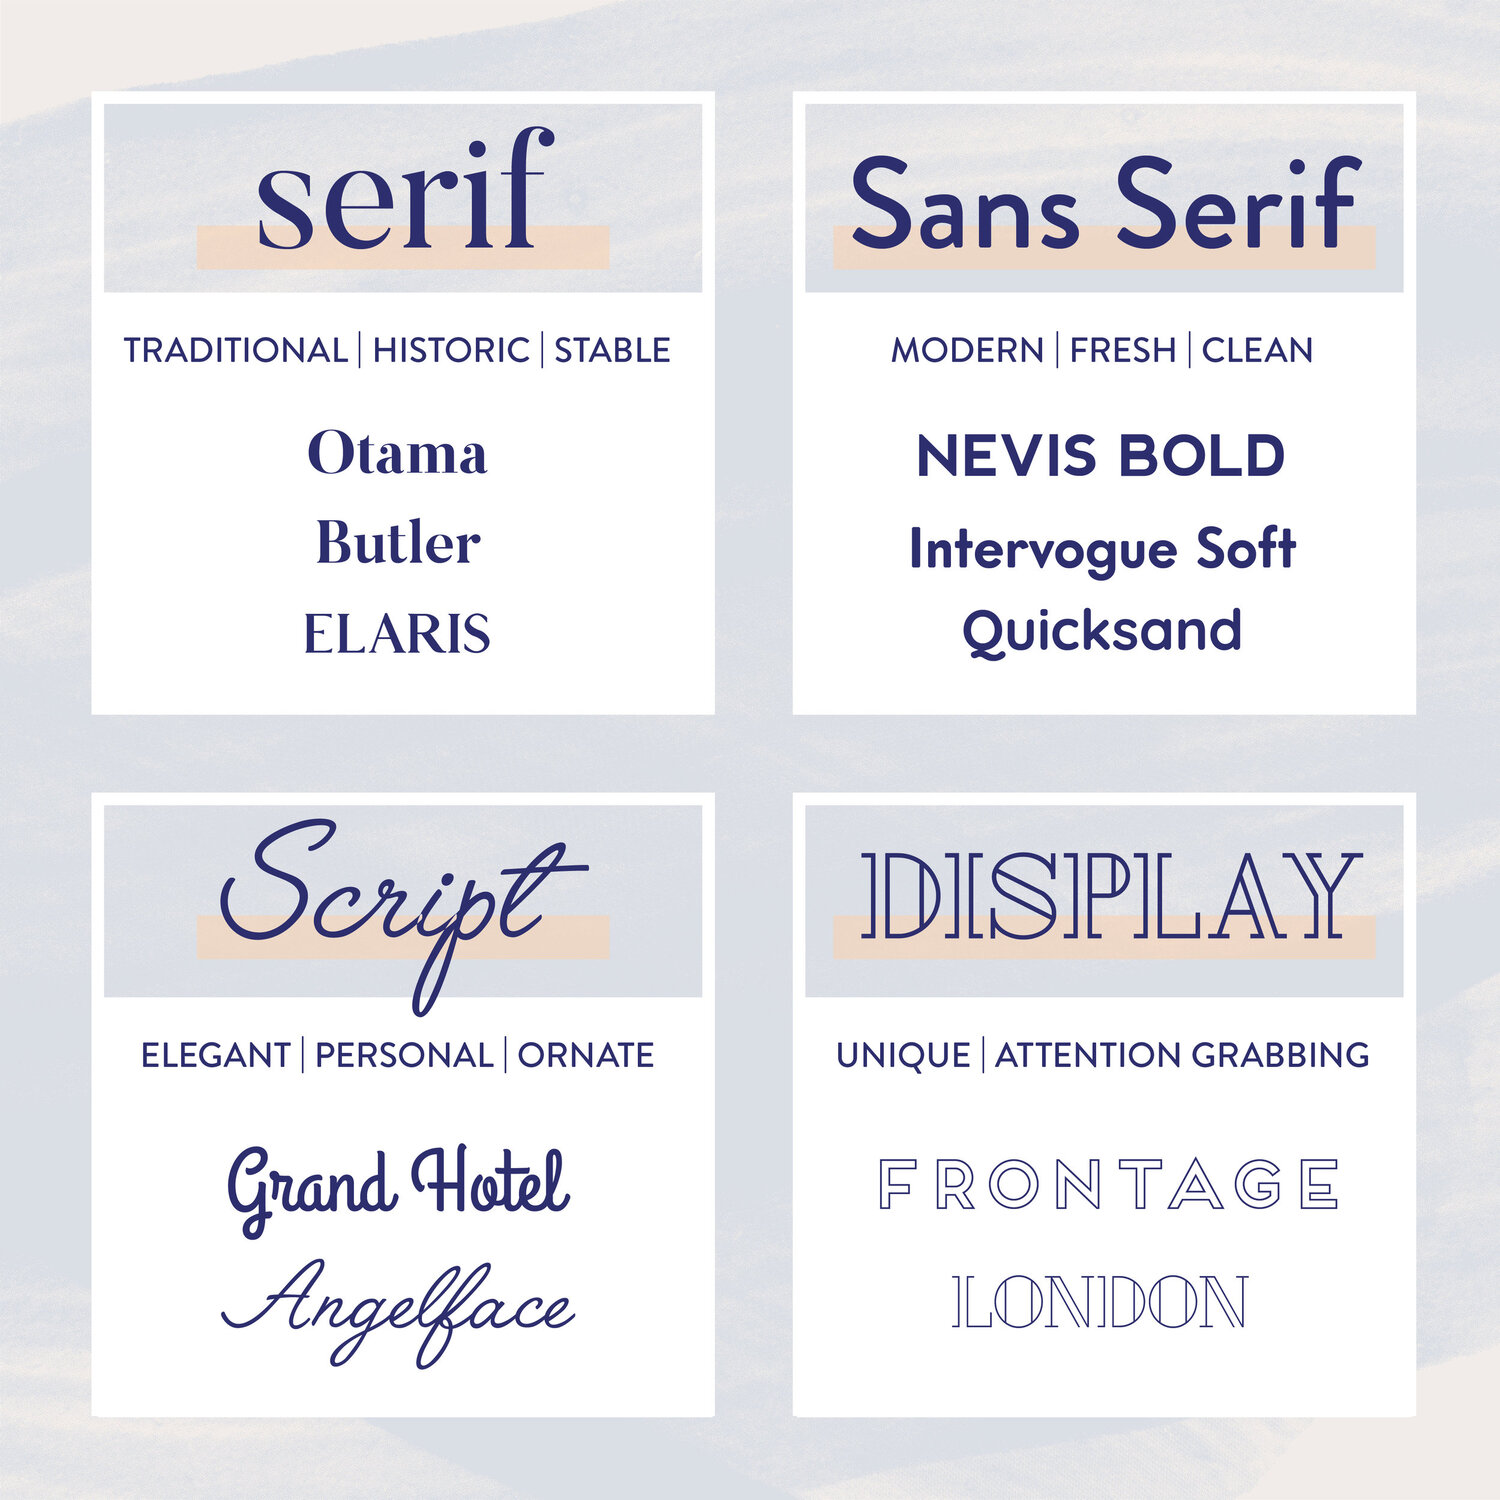 serif
TRADITIONAL | HISTORIC | STABLE
Otama
Butler
ELARIS
Sans Serif
MODERN | FRESH | CLEAN
NEVIS BOLD
Intervogue Soft
Quicksand
Script
ELEGANT | PERSONAL | ORNATE
Grand Hotel
Angelface
DISPLAY
UNIQUE | ATTENTION GRABBING
FRONTAGE
LONDON